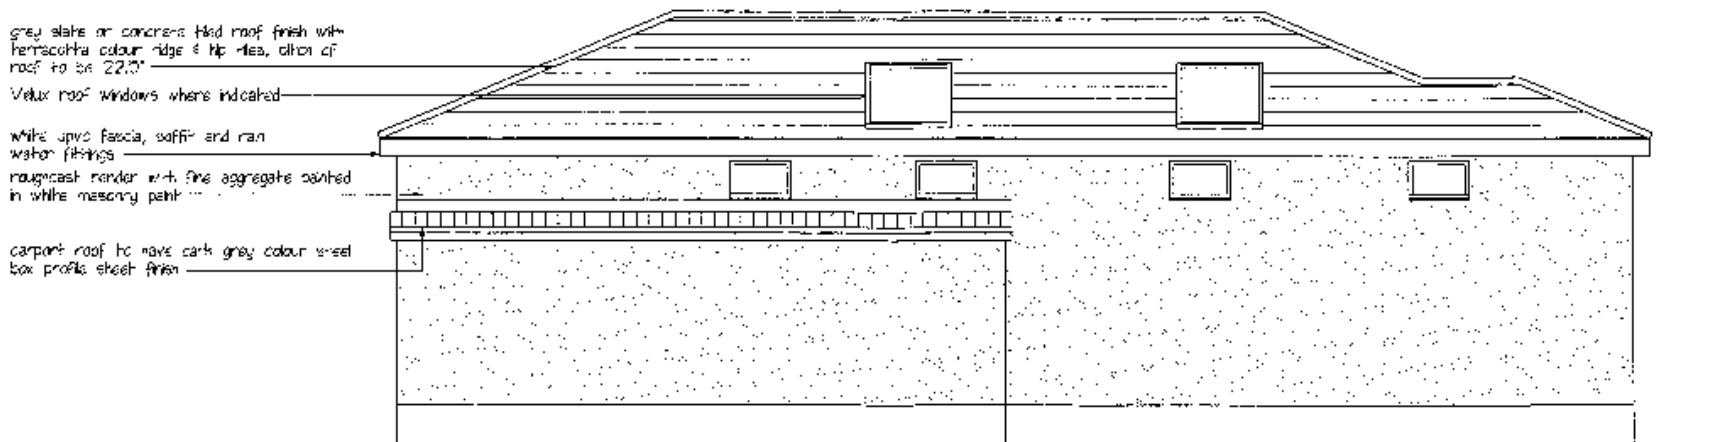 grey slate or concrete tiled roof finish with
terracotta colour ridge & hip tiles, pitch of
roof to be 22.0°
Velux roof windows where indicated
white upvc fascia, soffit and rain
water fittings
roughcast render with fine aggregate painted
in white masonry paint
carport roof to have dark grey colour steel
box profile sheet finish